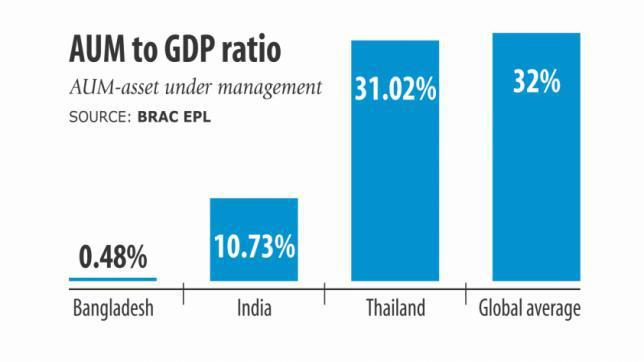 AUM to GDP ratio
AUM-asset under management
SOURCE: BRAC EPL
0.48%
10.73%
31.02%
32%
Bangladesh
India
Thailand
Global average